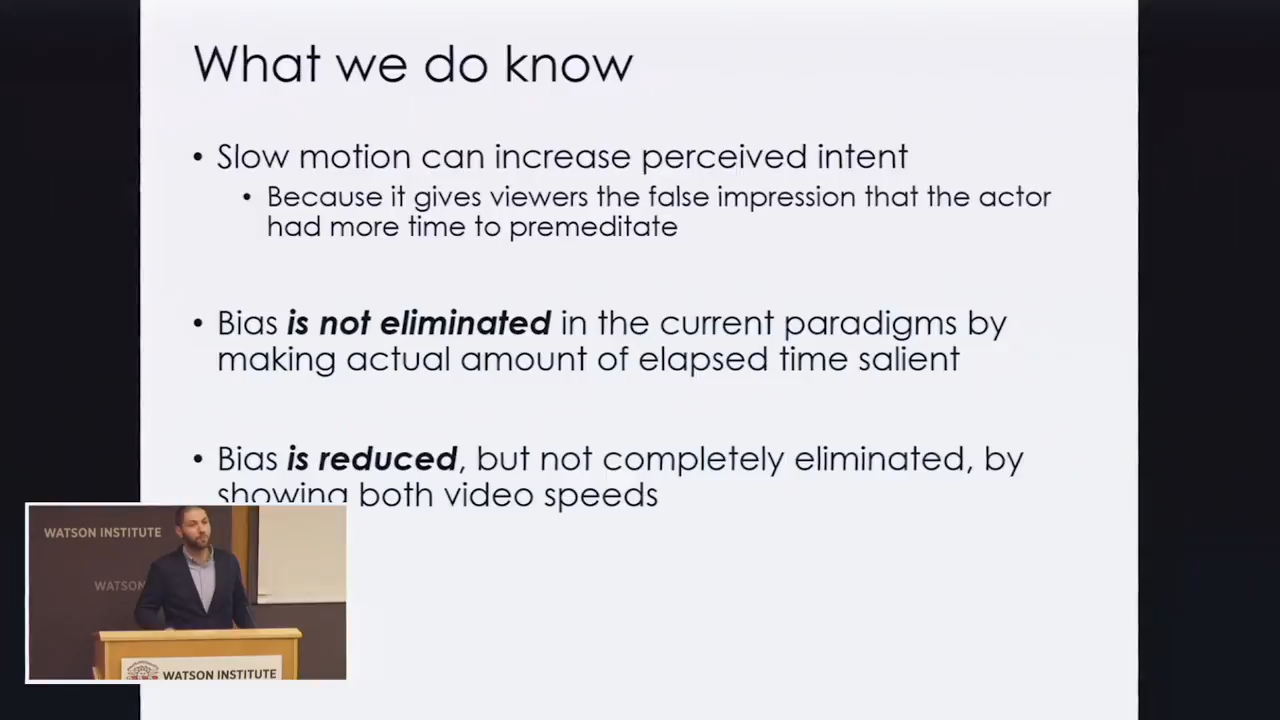 What we do know
• Slow motion can increase perceived intent
• Because it gives viewers the false impression that the actor
had more time to premeditate
• Bias is not eliminated in the current paradigms by
making actual amount of elapsed time salient
• Bias is reduced, but not completely eliminated, by
showing both video speeds
WATSON INSTITUTE
WATSON
WATSON INSTITUTE